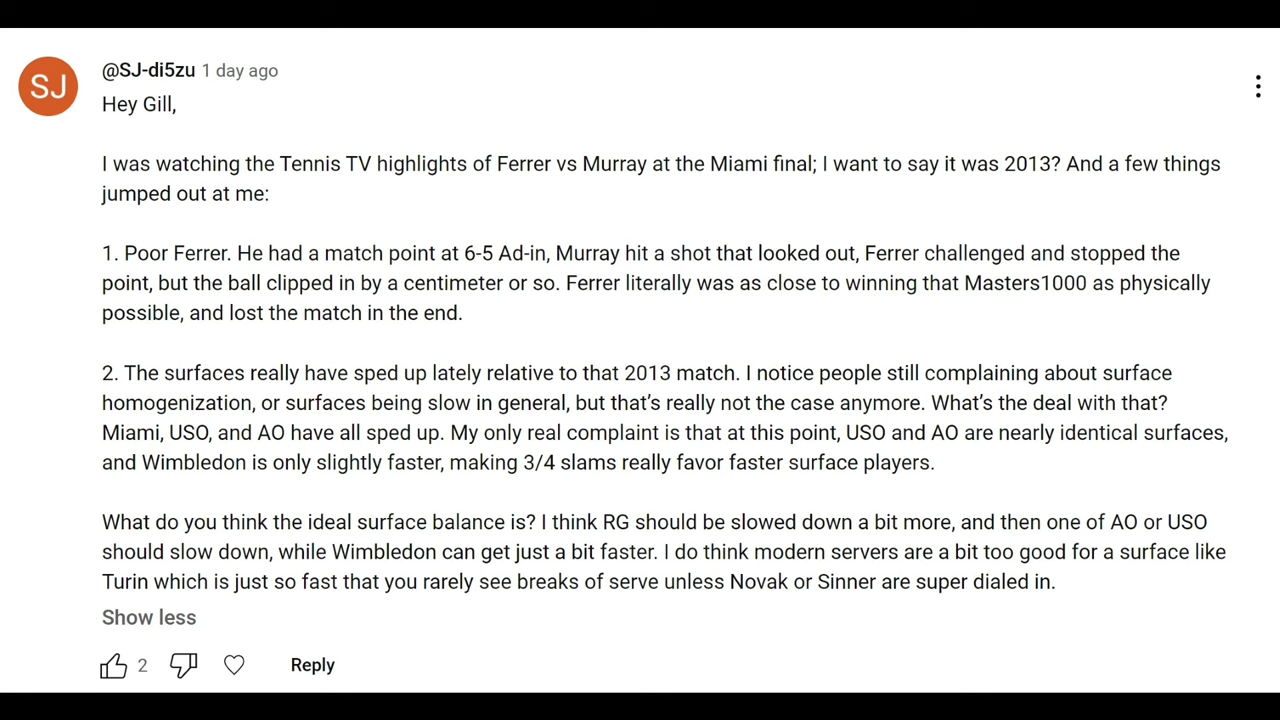 SJ
@SJ-di5zu 1 day ago
Hey Gill,
I was watching the Tennis TV highlights of Ferrer vs Murray at the Miami final; I want to say it was 2013? And a few things
jumped out at me:
1. Poor Ferrer. He had a match point at 6-5 Ad-in, Murray hit a shot that looked out, Ferrer challenged and stopped the
point, but the ball clipped in by a centimeter or so. Ferrer literally was as close to winning that Masters1000 as physically
possible, and lost the match in the end.
2. The surfaces really have sped up lately relative to that 2013 match. I notice people still complaining about surface
homogenization, or surfaces being slow in general, but that’s really not the case anymore. What’s the deal with that?
Miami, USO, and AO have all sped up. My only real complaint is that at this point, USO and AO are nearly identical surfaces,
and Wimbledon is only slightly faster, making 3/4 slams really favor faster surface players.
What do you think the ideal surface balance is? I think RG should be slowed down a bit more, and then one of AO or USO
should slow down, while Wimbledon can get just a bit faster. I do think modern servers are a bit too good for a surface like
Turin which is just so fast that you rarely see breaks of serve unless Novak or Sinner are super dialed in.
Show less
2 Reply